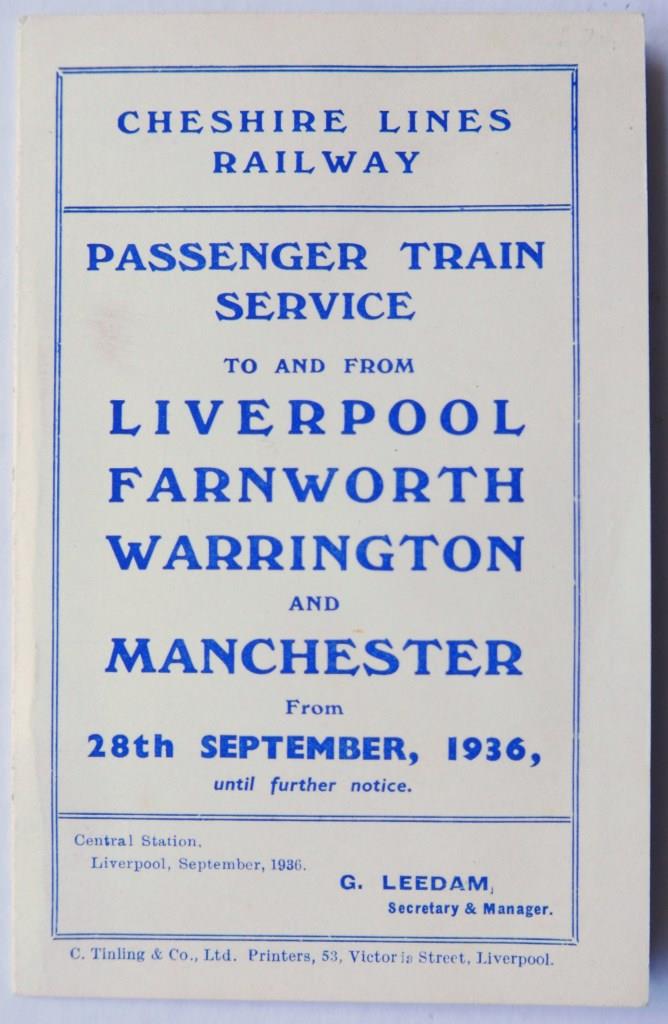 CHESHIRE LINES
RAILWAY
PASSENGER TRAIN
SERVICE
TO AND FROM
LIVERPOOL
FARNWORTH
WARRINGTON
AND
MANCHESTER
From
28th SEPTEMBER, 1936,
until further notice.
Central Station,
Liverpool, September, 1936.
G. LEEDAM,
Secretary & Manager.
C. Tinling & Co., Ltd. Printers, 53, Victoria Street, Liverpool.